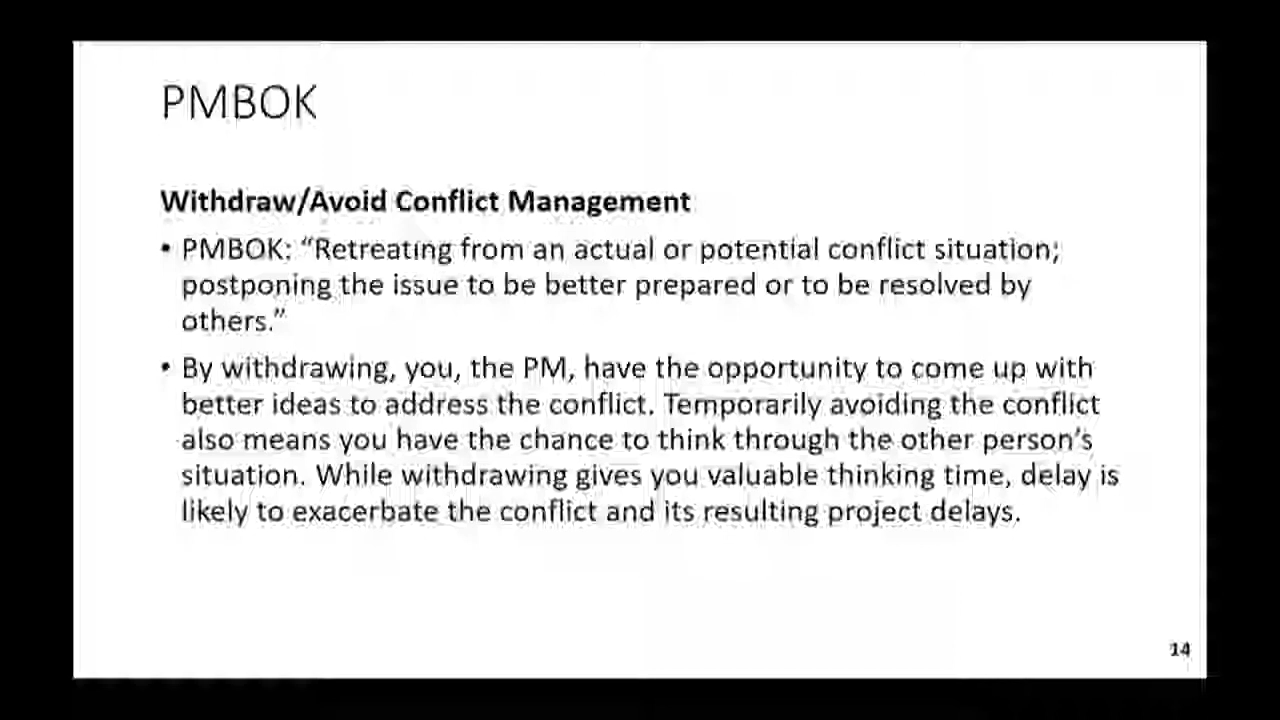 PMBOK
Withdraw/Avoid Conflict Management
• PMBOK: “Retreating from an actual or potential conflict situation;
postponing the issue to be better prepared or to be resolved by
others.”
• By withdrawing, you, the PM, have the opportunity to come up with
better ideas to address the conflict. Temporarily avoiding the conflict
also means you have the chance to think through the other person’s
situation. While withdrawing gives you valuable thinking time, delay is
likely to exacerbate the conflict and its resulting project delays.
14